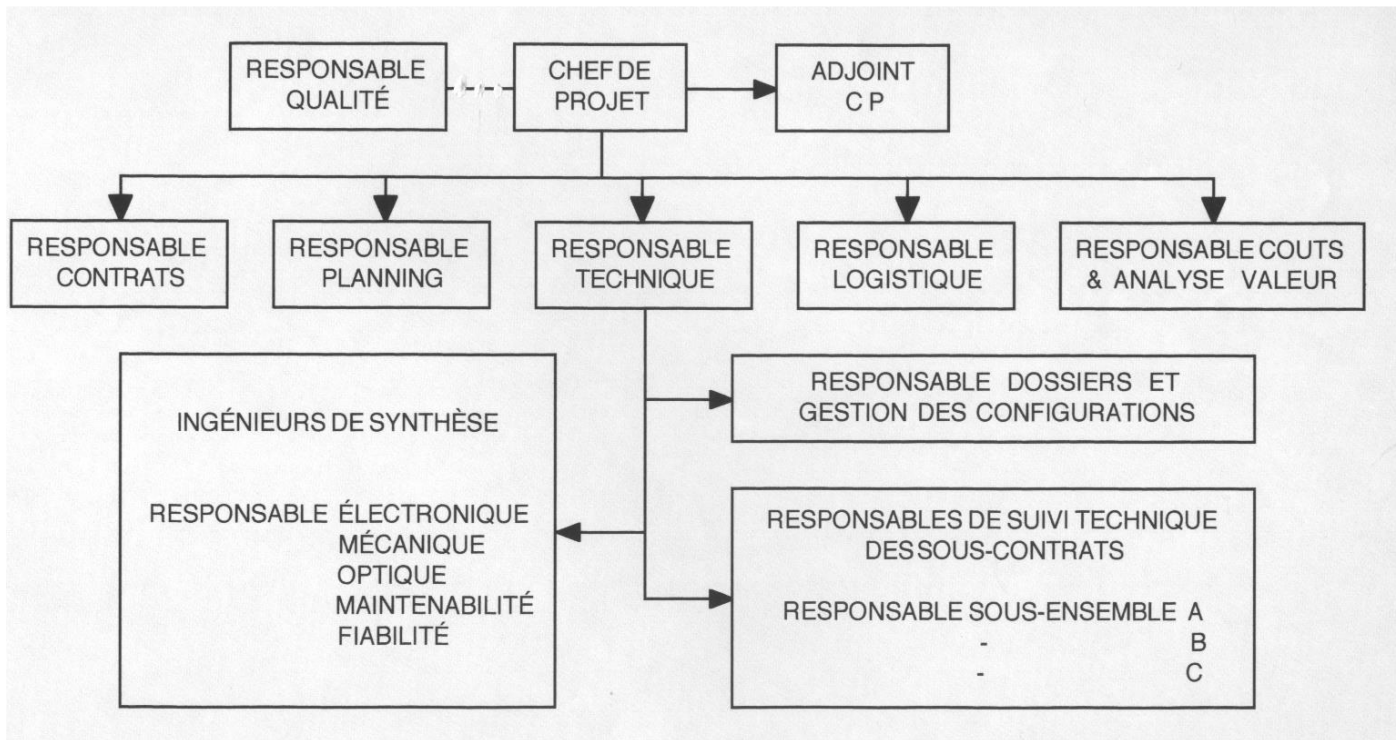 RESPONSABLE
QUALITÉ
CHEF DE
PROJET
ADJOINT
C P
RESPONSABLE
CONTRATS
RESPONSABLE
PLANNING
RESPONSABLE
TECHNIQUE
RESPONSABLE
LOGISTIQUE
RESPONSABLE COUTS
& ANALYSE VALEUR
INGÉNIEURS DE SYNTHÈSE
RESPONSABLE ÉLECTRONIQUE
MÉCANIQUE
OPTIQUE
MAINTENABILITÉ
FIABILITÉ
RESPONSABLE DOSSIERS ET
GESTION DES CONFIGURATIONS
RESPONSABLES DE SUIVI TECHNIQUE
DES SOUS-CONTRATS
RESPONSABLE SOUS-ENSEMBLE A
- B
- C